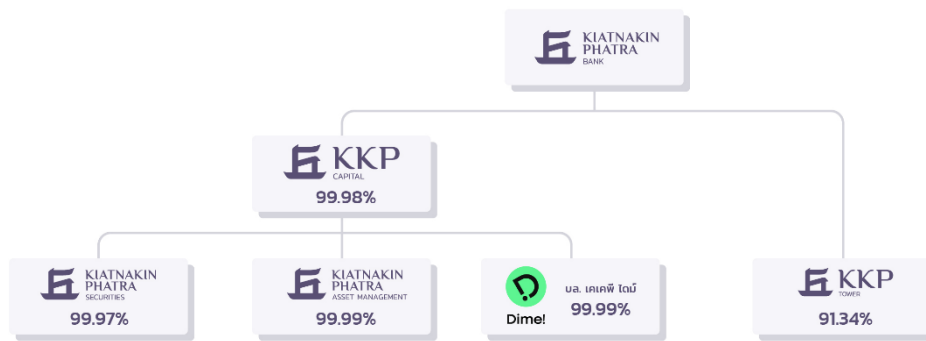 KIATNAKIN
PHATRA
BANK
KKP
CAPITAL
99.98%
KIATNAKIN
PHATRA
SECURITIES
99.97%
KIATNAKIN
PHATRA
ASSET MANAGEMENT
99.99%
Dime!
บล. เคเคพี ไดม์
99.99%
KKP
TOWER
91.34%